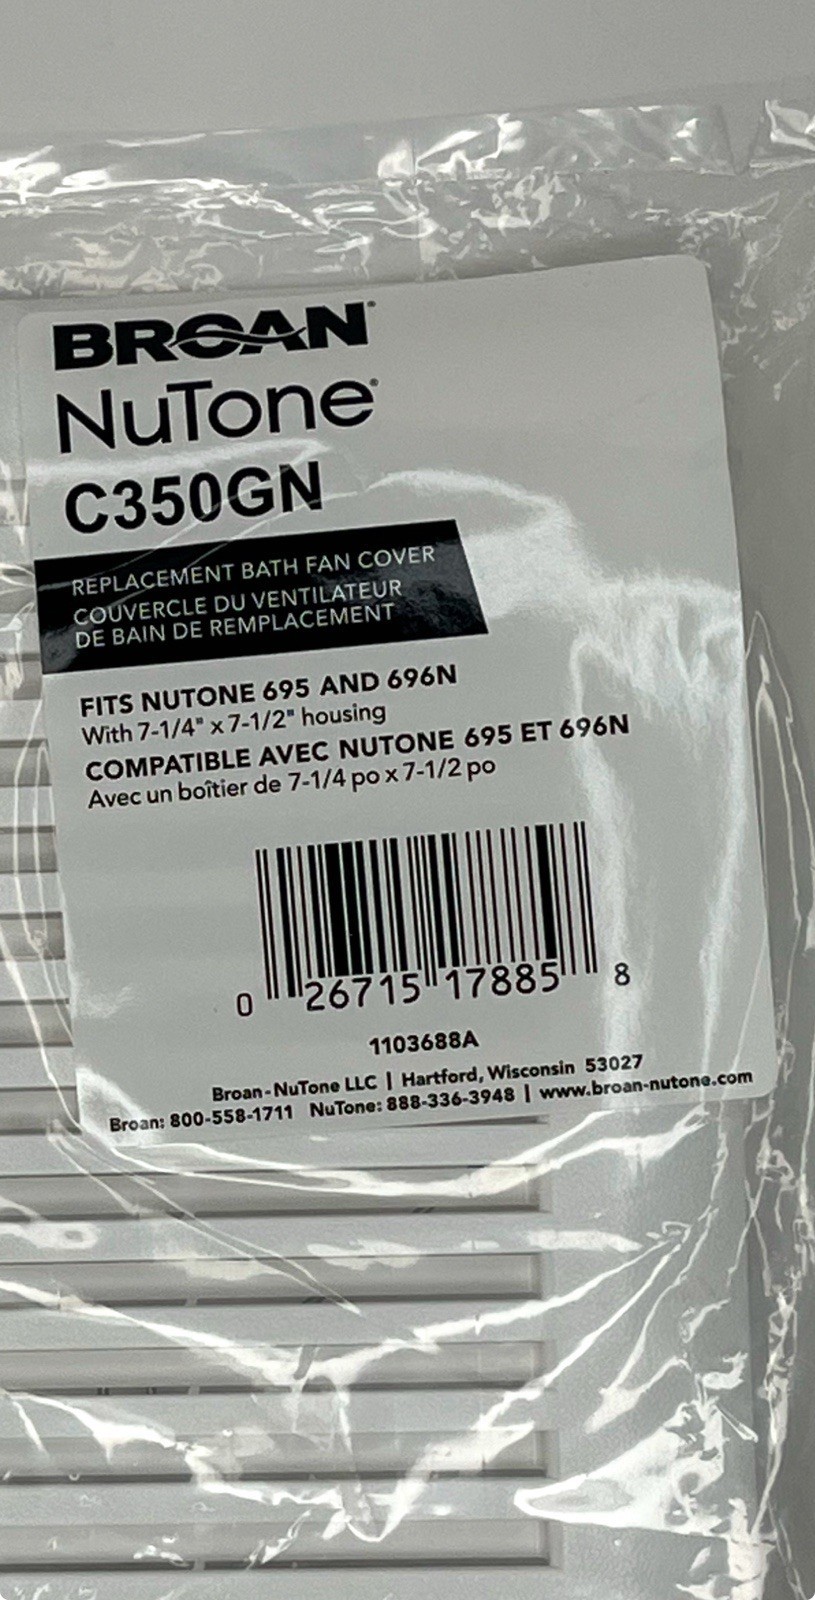 BROAN®
NuTone®
C350GN
REPLACEMENT BATH FAN COVER
COUVERCLE DU VENTILATEUR
DE BAIN DE REMPLACEMENT
FITS NUTONE 695 AND 696N
With 7-1/4" x 7-1/2" housing
COMPATIBLE AVEC NUTONE 695 ET 696N
Avec un boîtier de 7-1/4 po x 7-1/2 po
0 26715 17885 8
1103688A
Broan-NuTone LLC | Hartford, Wisconsin 53027
Broan: 800-558-1711 NuTone: 888-336-3948 | www.broan-nutone.com